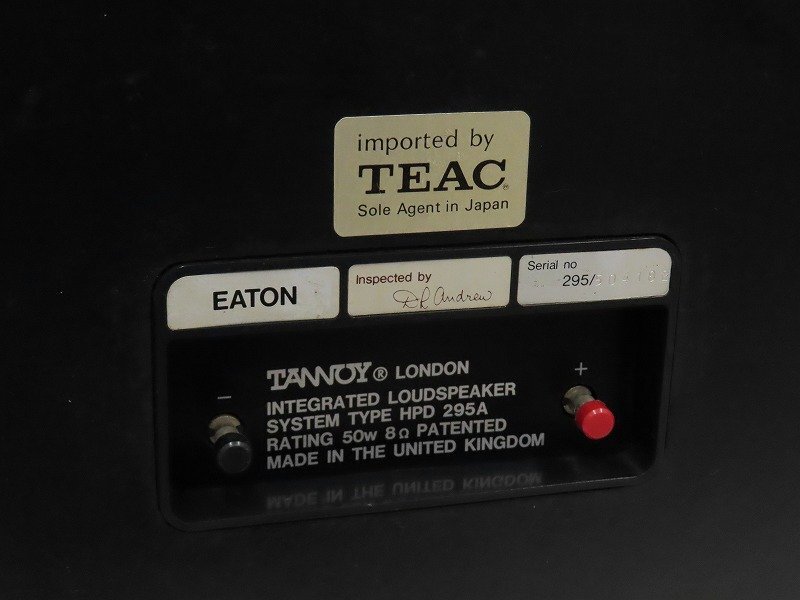 imported by
TEAC®
Sole Agent in Japan
EATON
Inspected by
D R Andrew
Serial no
295/
TANNOY® LONDON
INTEGRATED LOUDSPEAKER
SYSTEM TYPE HPD 295A
RATING 50w 8Ω PATENTED
MADE IN THE UNITED KINGDOM
− +